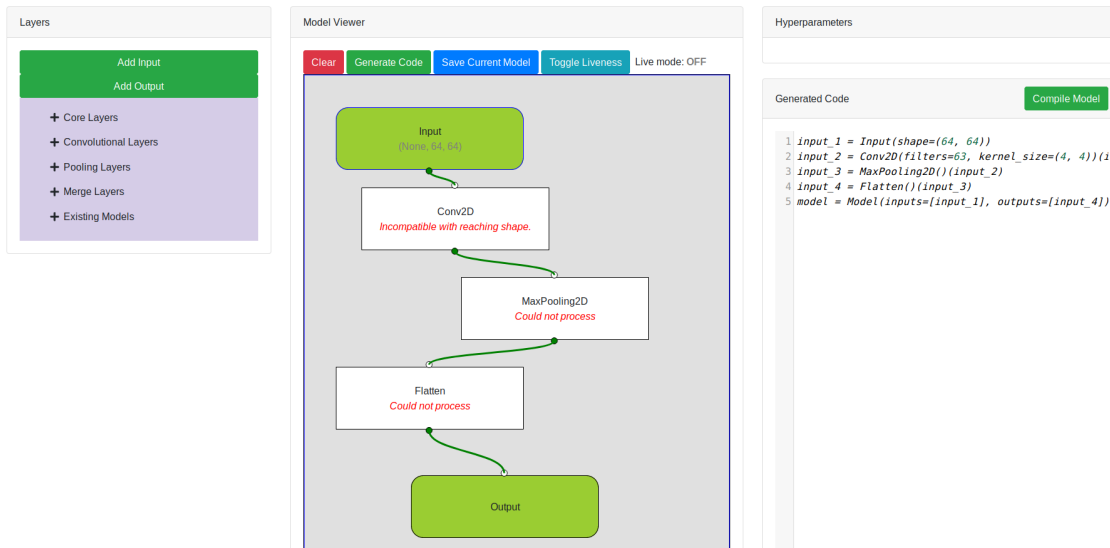 Layers
Add Input
Add Output
Core Layers
Convolutional Layers
Pooling Layers
Merge Layers
Existing Models
Model Viewer
Clear Generate Code Save Current Model Toggle Liveness Live mode: OFF
Input
(None, 64, 64)
Conv2D
Incompatible with reaching shape.
MaxPooling2D
Could not process
Flatten
Could not process
Output
Hyperparameters
Generated Code Compile Model
1 input_1 = Input(shape=(64, 64))
2 input_2 = Conv2D(filters=63, kernel_size=(4, 4))(i
3 input_3 = MaxPooling2D()(input_2)
4 input_4 = Flatten()(input_3)
5 model = Model(inputs=[input_1], outputs=[input_4])